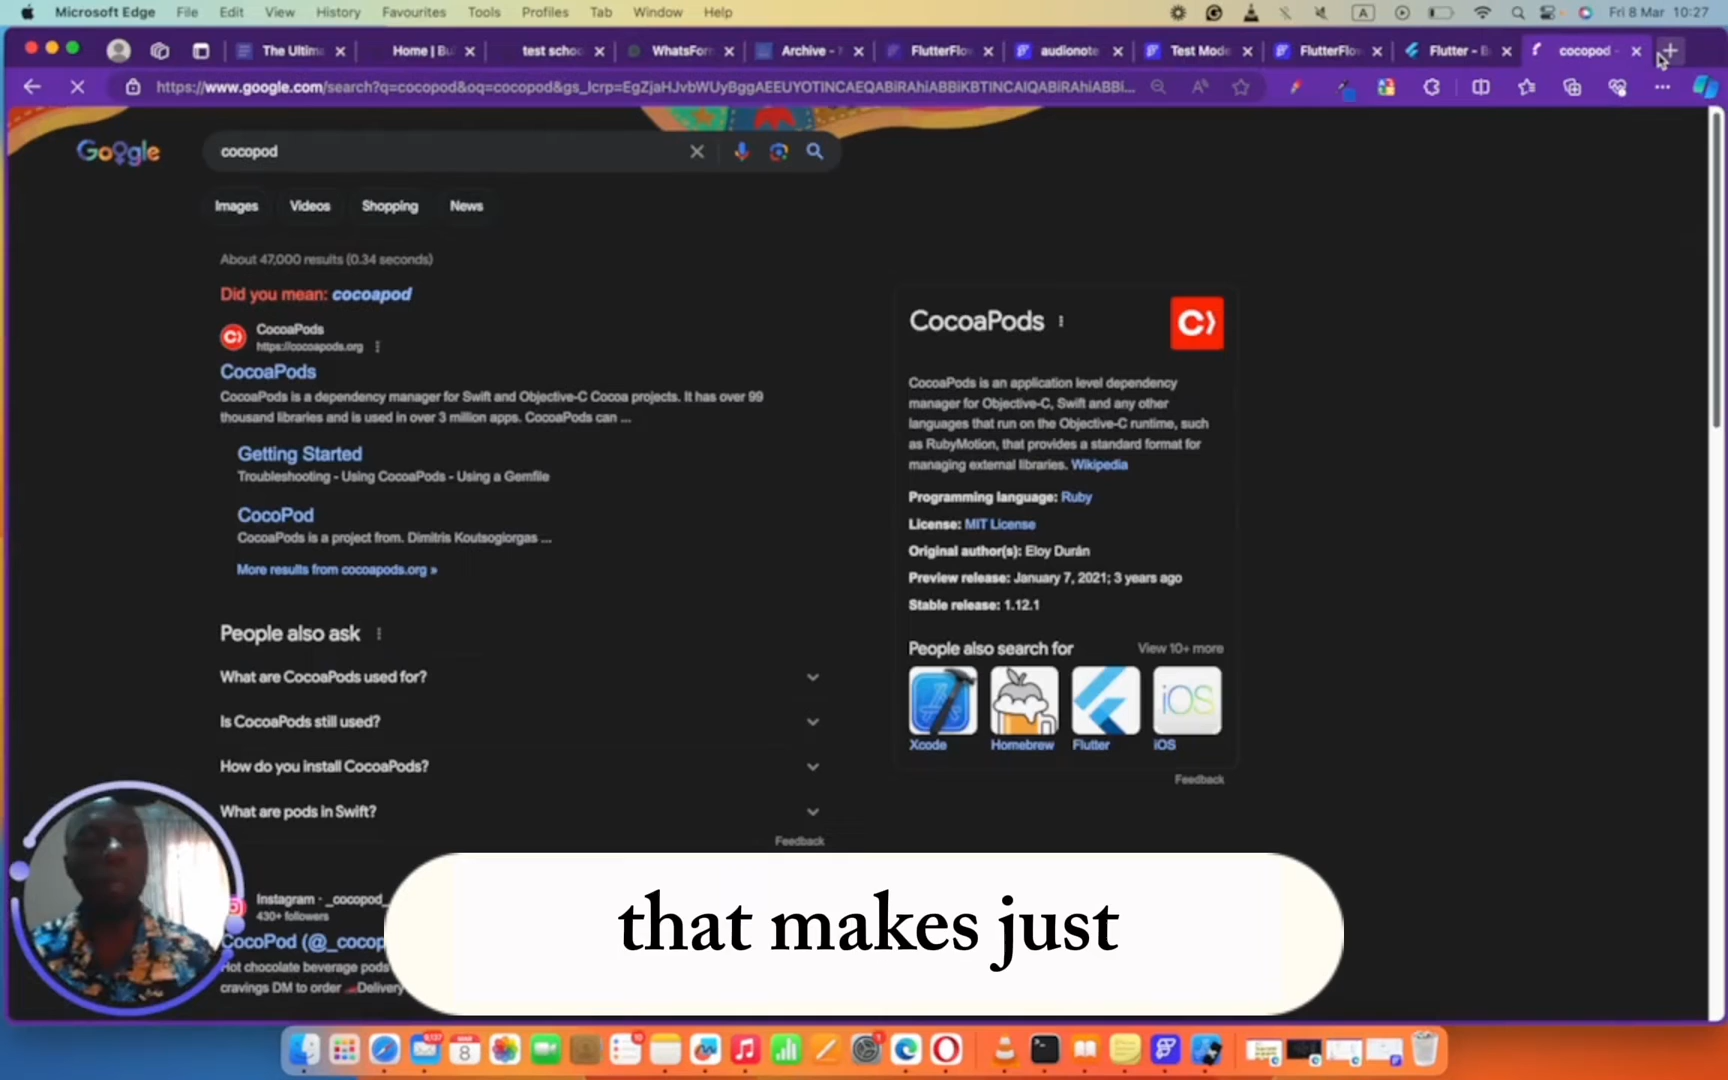 Microsoft Edge File Edit View History Favourites Tools Profiles Tab Window Help A Fri 8 Mar 10:27
The Ultim Home | Bu test schoo WhatsForm Archive - FlutterFlow audionote Test Mode FlutterFlo Flutter - B cocopod -
https://www.google.com/search?q=cocopod&oq=cocopod&gs_lcrp=EgZjaHJvbWUyBggAEEUYOTINCAEQABiRAhiABBiKBTINCAIQABiRAhiABBi...
Google
cocopod
Images Videos Shopping News
About 47,000 results (0.34 seconds)
Did you mean: cocoapod
CocoaPods
https://cocoapods.org
CocoaPods
CocoaPods is a dependency manager for Swift and Objective-C Cocoa projects. It has over 99
thousand libraries and is used in over 3 million apps. CocoaPods can ...
Getting Started
Troubleshooting - Using CocoaPods - Using a Gemfile
CocoPod
CocoaPods is a project from. Dimitris Koutsogiorgas ...
More results from cocoapods.org »
People also ask
What are CocoaPods used for?
Is CocoaPods still used?
How do you install CocoaPods?
What are pods in Swift?
Feedback
Instagram · _cocopod_
430+ followers
CocoPod (@_cocop
Hot chocolate beverage pods
cravings DM to order Delivery
CocoaPods
C
CocoaPods is an application level dependency
manager for Objective-C, Swift and any other
languages that run on the Objective-C runtime, such
as RubyMotion, that provides a standard format for
managing external libraries. Wikipedia
Programming language: Ruby
License: MIT License
Original author(s): Eloy Durán
Preview release: January 7, 2021; 3 years ago
Stable release: 1.12.1
People also search for View 10+ more
iOS
Xcode Homebrew Flutter iOS
Feedback
that makes just
8